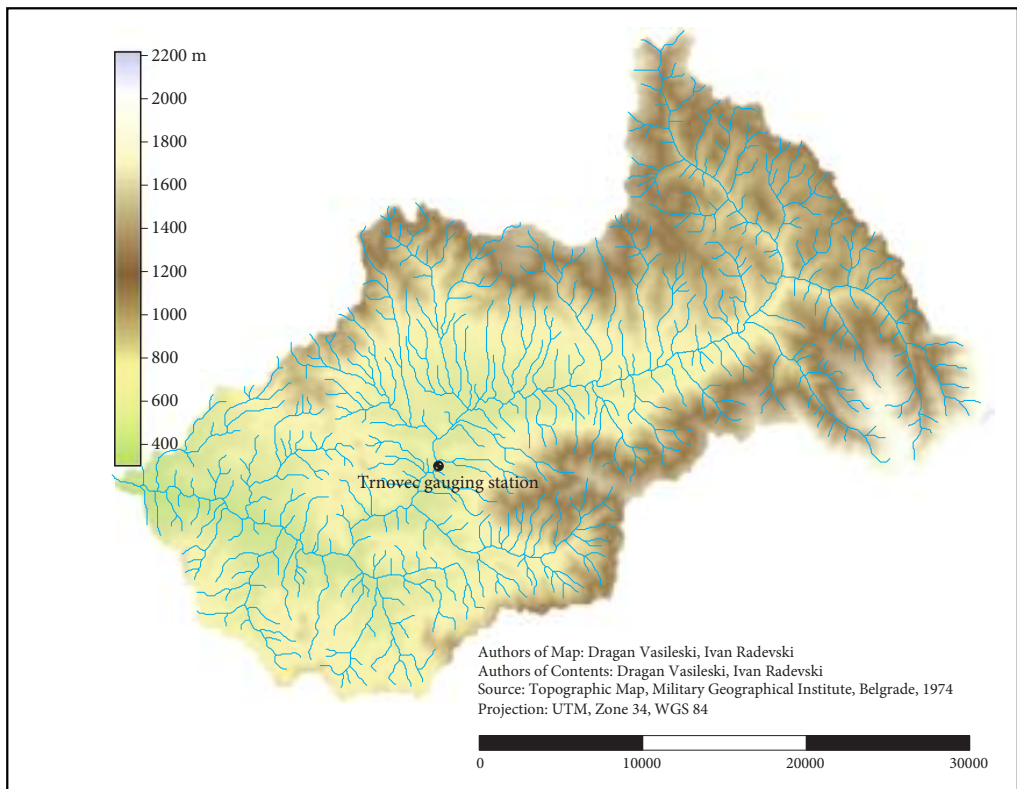 2200 m
2000
1800
1600
1400
1200
1000
800
600
400
Trnovec gauging station
Authors of Map: Dragan Vasileski, Ivan Radevski
Authors of Contents: Dragan Vasileski, Ivan Radevski
Source: Topographic Map, Military Geographical Institute, Belgrade, 1974
Projection: UTM, Zone 34, WGS 84
0 10000 20000 30000